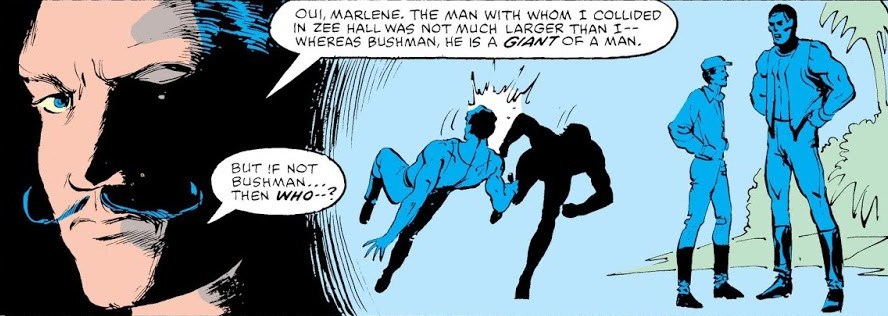 OUI, MARLENE. THE MAN WITH WHOM I COLLIDED
IN ZEE HALL WAS NOT MUCH LARGER THAN I--
WHEREAS BUSHMAN, HE IS A GIANT OF A MAN.
BUT IF NOT
BUSHMAN...
THEN WHO--?